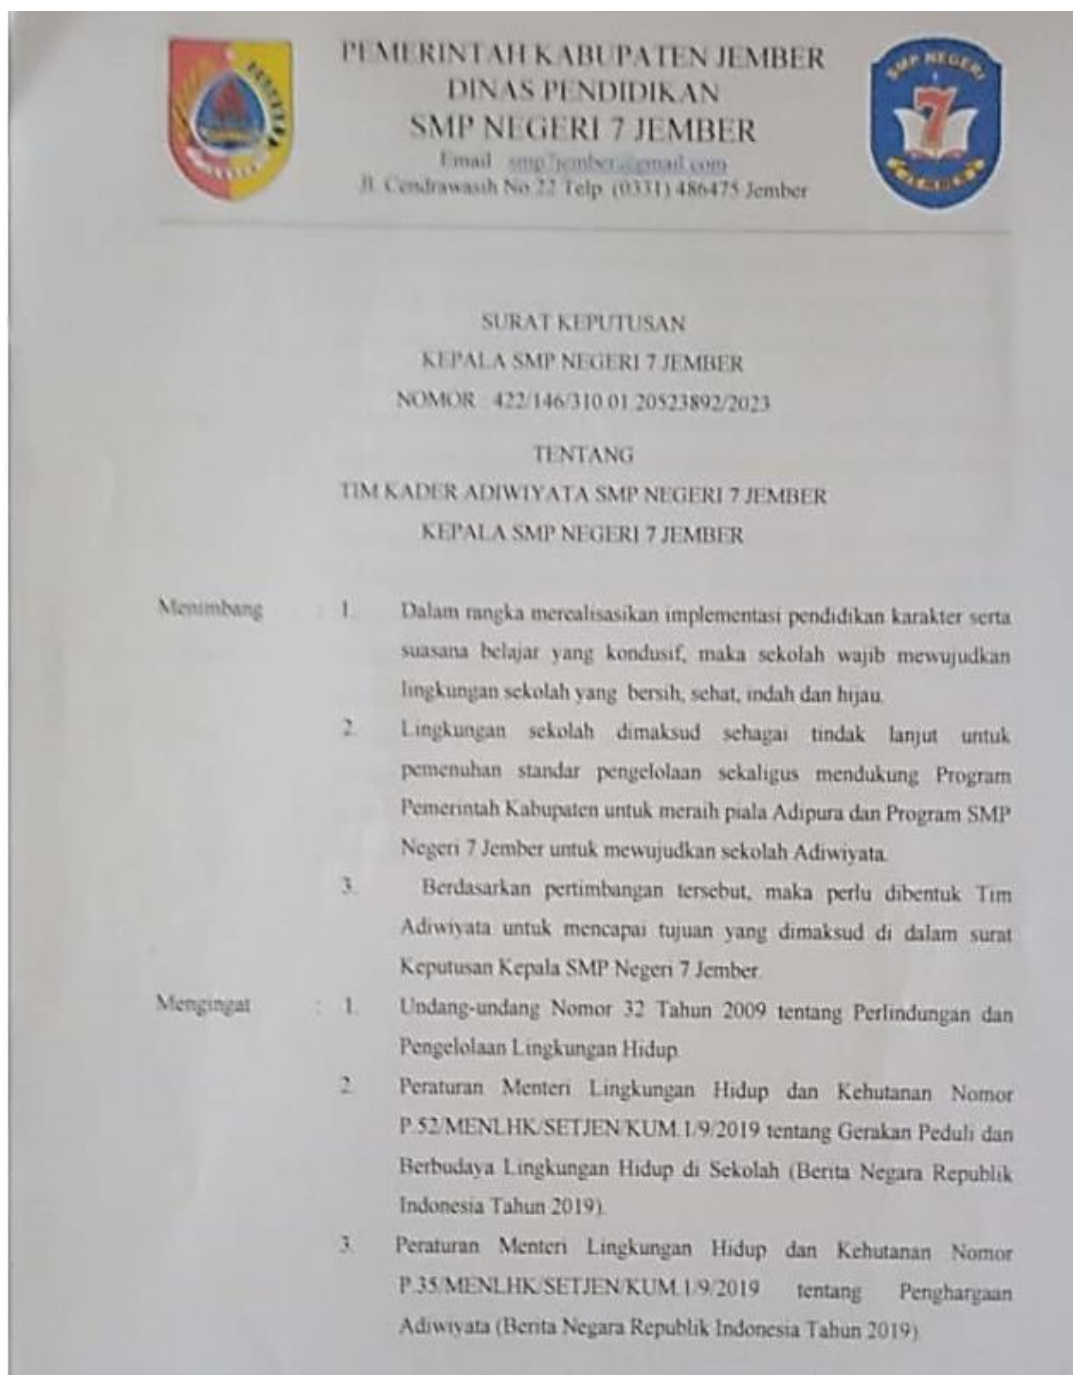 PEMERINTAH KABUPATEN JEMBER
DINAS PENDIDIKAN
SMP NEGERI 7 JEMBER
Email smp7jember@gmail.com
Jl. Cendrawasih No.22 Telp. (0331) 486475 Jember
SMP NEGERI
7
JEMBER
SURAT KEPUTUSAN
KEPALA SMP NEGERI 7 JEMBER
NOMOR : 422/146/310.01.20523892/2023
TENTANG
TIM KADER ADIWIYATA SMP NEGERI 7 JEMBER
KEPALA SMP NEGERI 7 JEMBER
Menimbang : 1. Dalam rangka merealisasikan implementasi pendidikan karakter serta
suasana belajar yang kondusif, maka sekolah wajib mewujudkan
lingkungan sekolah yang bersih, sehat, indah dan hijau.
2. Lingkungan sekolah dimaksud sebagai tindak lanjut untuk
pemenuhan standar pengelolaan sekaligus mendukung Program
Pemerintah Kabupaten untuk meraih piala Adipura dan Program SMP
Negeri 7 Jember untuk mewujudkan sekolah Adiwiyata.
3. Berdasarkan pertimbangan tersebut, maka perlu dibentuk Tim
Adiwiyata untuk mencapai tujuan yang dimaksud di dalam surat
Keputusan Kepala SMP Negeri 7 Jember.
Mengingat : 1. Undang-undang Nomor 32 Tahun 2009 tentang Perlindungan dan
Pengelolaan Lingkungan Hidup.
2. Peraturan Menteri Lingkungan Hidup dan Kehutanan Nomor
P.52/MENLHK/SETJEN/KUM.1/9/2019 tentang Gerakan Peduli dan
Berbudaya Lingkungan Hidup di Sekolah (Berita Negara Republik
Indonesia Tahun 2019).
3. Peraturan Menteri Lingkungan Hidup dan Kehutanan Nomor
P.35/MENLHK/SETJEN/KUM.1/9/2019 tentang Penghargaan
Adiwiyata (Berita Negara Republik Indonesia Tahun 2019).